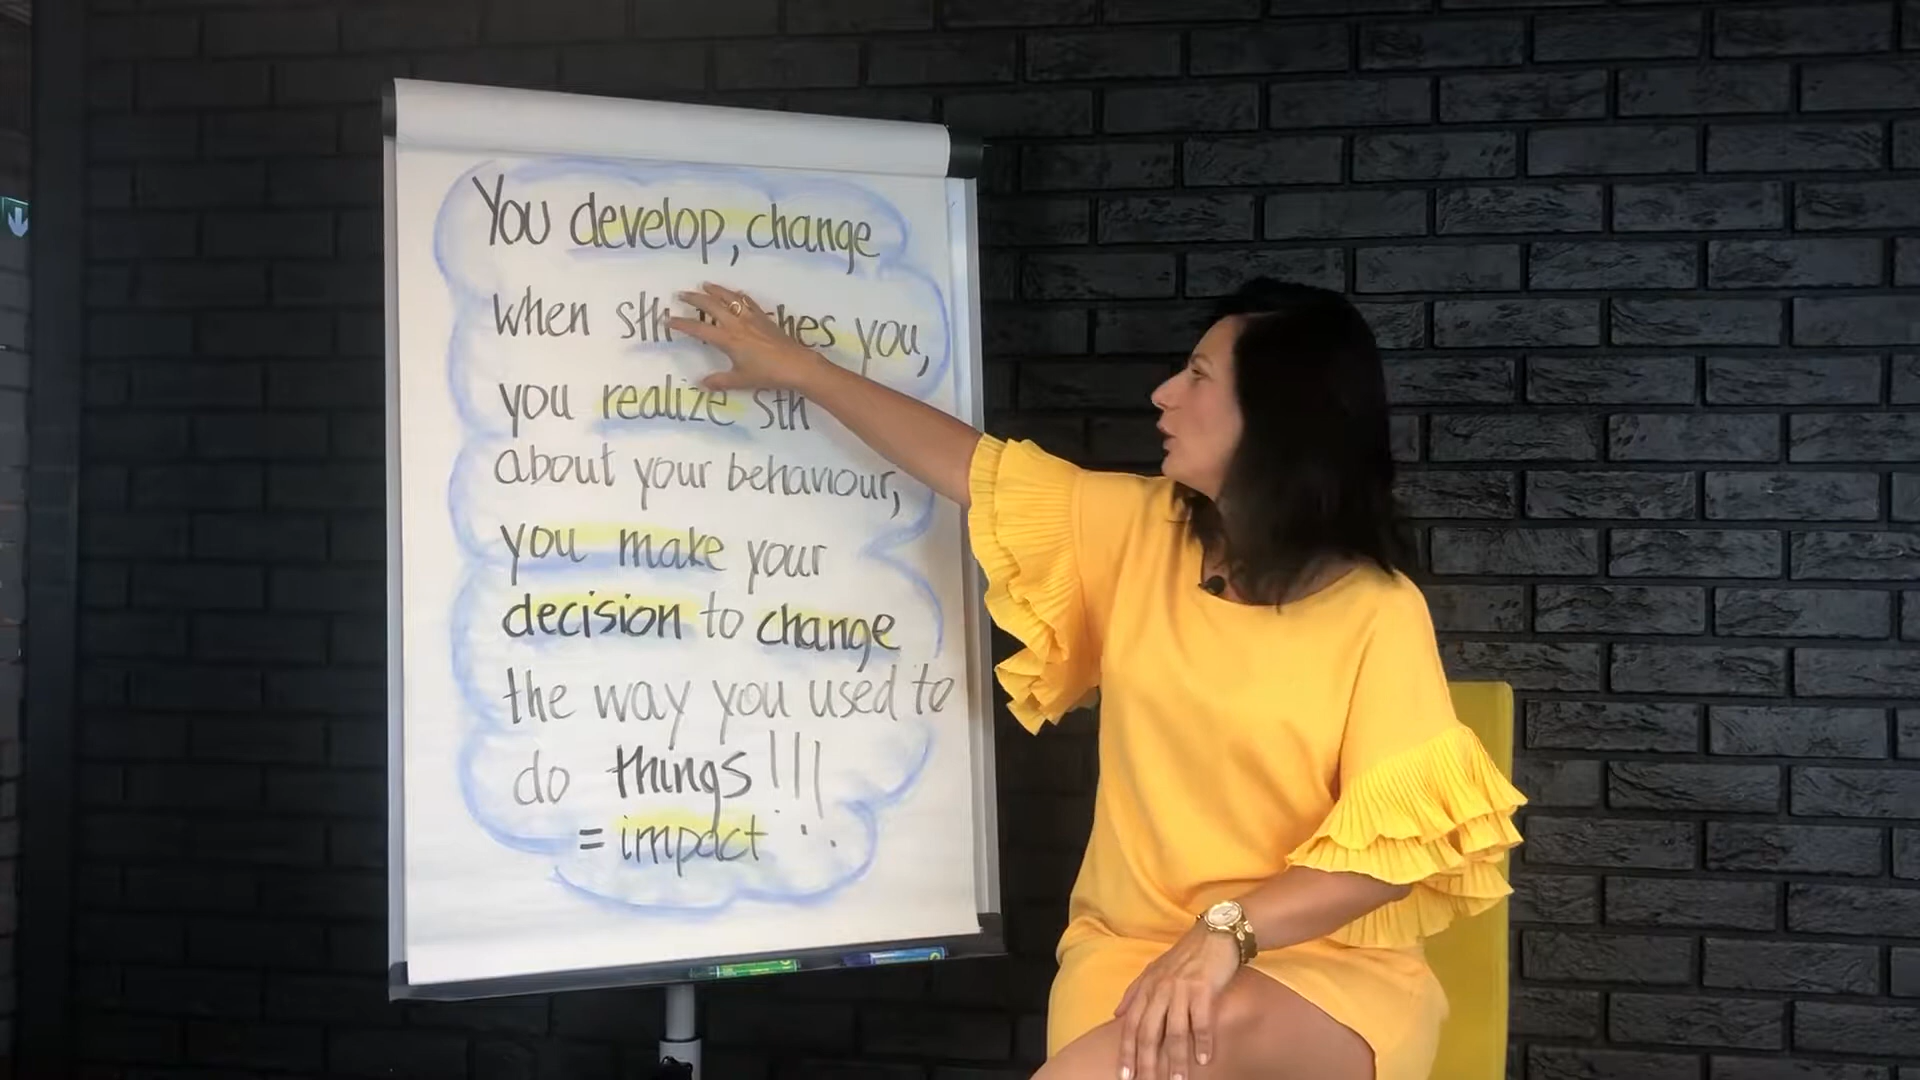 You develop, change
when sth you,
you realize sth
about your behaviour,
you make your
decision to change
the way you used to
do things!!!
= impact